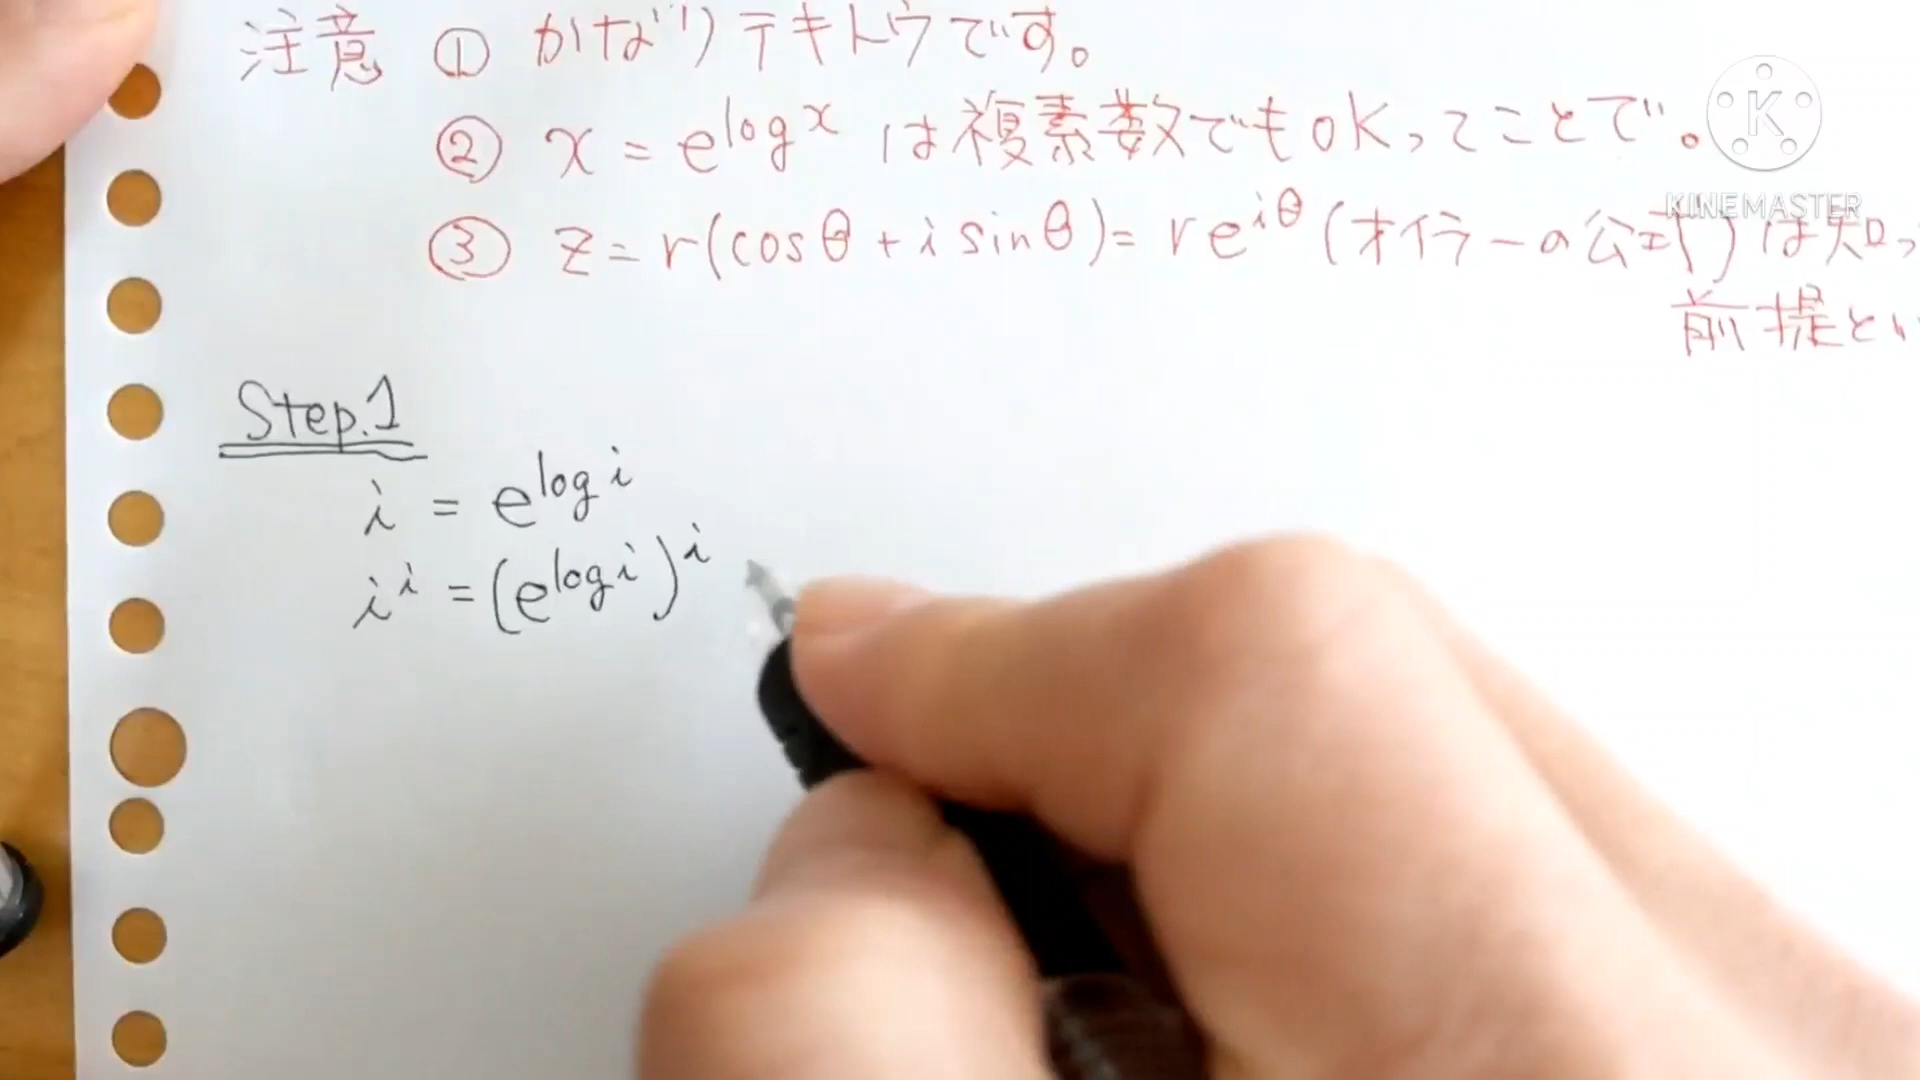 注意 ① かなりテキトウです。
② x = e^{log x} は複素数でもOKってことで。
③ z = r(cosθ + i sinθ) = re^{iθ} (オイラーの公式) は知っ
前提とい
Step.1
i = e^{log i}
i^i = (e^{log i})^i
K
KINEMASTER